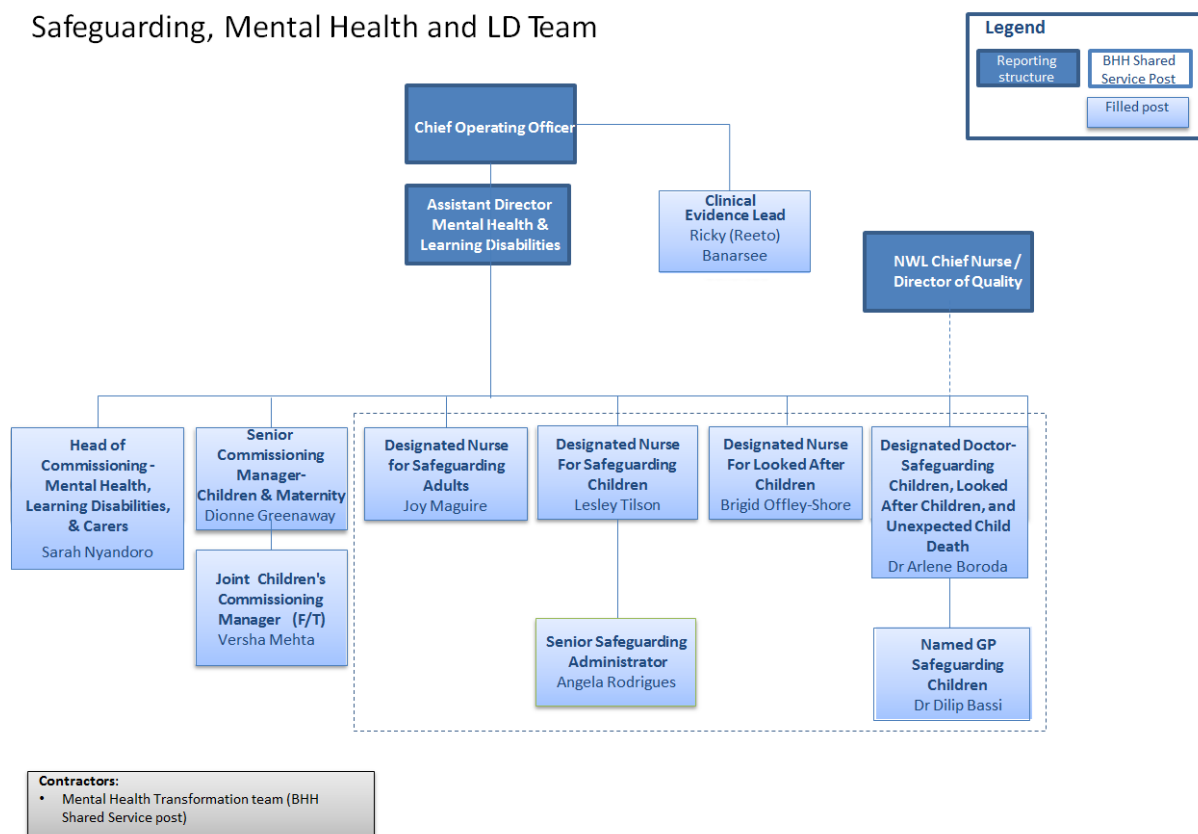 Safeguarding, Mental Health and LD Team
Legend
Reporting
structure
BHH Shared
Service Post
Filled post
Chief Operating Officer
Assistant Director
Mental Health &
Learning Disabilities
Clinical
Evidence Lead
Ricky (Reeto)
Banarsee
NWL Chief Nurse /
Director of Quality
Head of
Commissioning -
Mental Health,
Learning Disabilities,
& Carers
Sarah Nyandoro
Senior
Commissioning
Manager-
Children & Maternity
Dionne Greenaway
Designated Nurse
for Safeguarding
Adults
Joy Maguire
Designated Nurse
For Safeguarding
Children
Lesley Tilson
Designated Nurse
For Looked After
Children
Brigid Offley-Shore
Designated Doctor-
Safeguarding
Children, Looked
After Children, and
Unexpected Child
Death
Dr Arlene Boroda
Joint Children's
Commissioning
Manager (F/T)
Versha Mehta
Senior Safeguarding
Administrator
Angela Rodrigues
Named GP
Safeguarding
Children
Dr Dilip Bassi
Contractors:
• Mental Health Transformation team (BHH
Shared Service post)